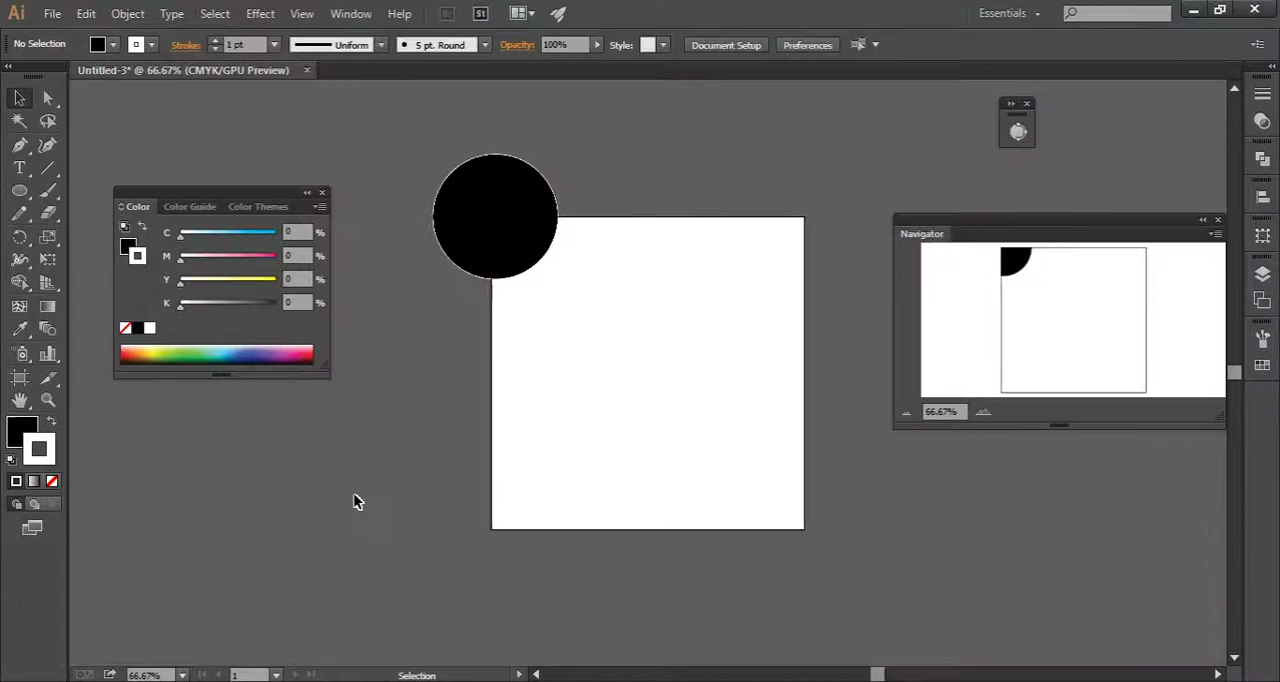 Ai File Edit Object Type Select Effect View Window Help Br St Essentials
No Selection Stroke: 1 pt Uniform 5 pt. Round Opacity: 100% Style: Document Setup Preferences
Untitled-3* @ 66.67% (CMYK/GPU Preview) ×
Color Color Guide Color Themes
C 0 %
M 0 %
Y 0 %
K 0 %
Navigator
66.67%
T
66.67% 1 Selection